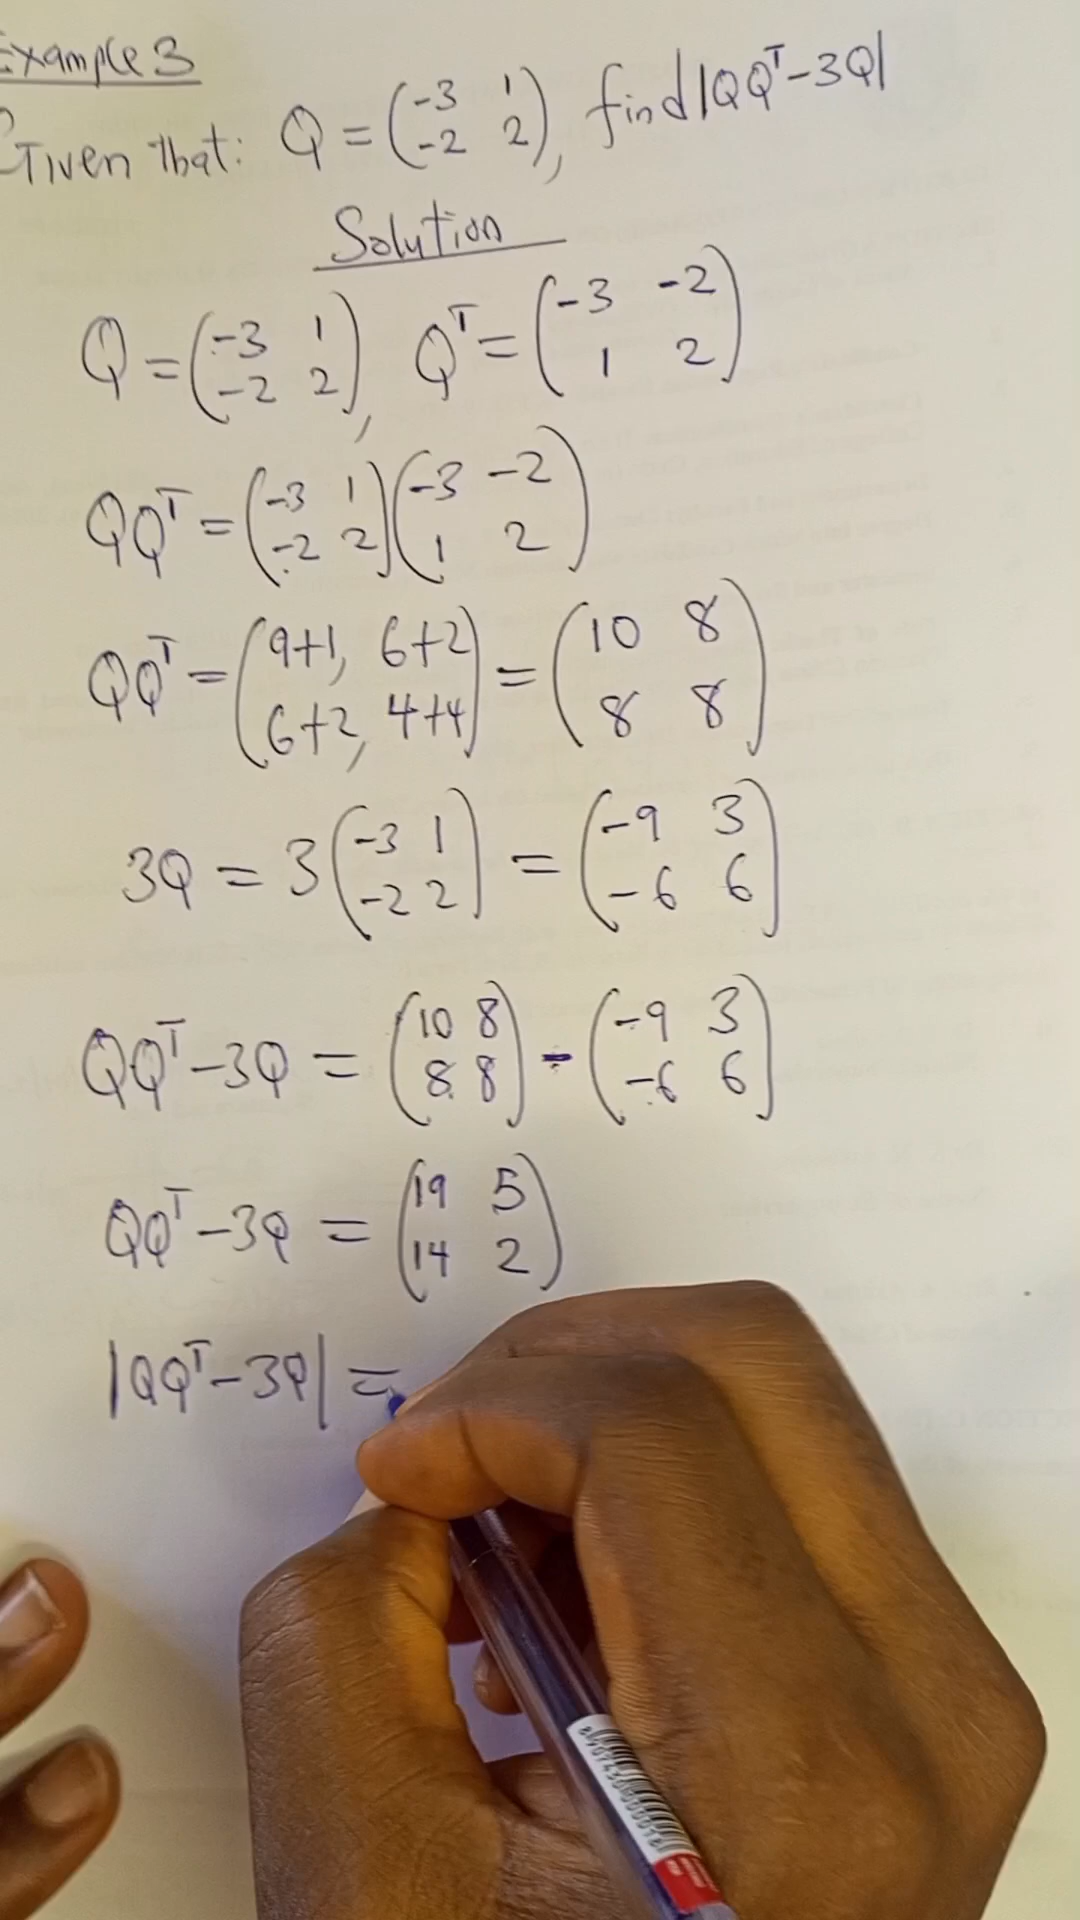 Example 3
Given that: Q = (-3 1
-2 2), find |QQᵀ-3Q|
Solution
Q = (-3 1
-2 2), Qᵀ = (-3 -2
1 2)
QQᵀ = (-3 1
-2 2)(-3 -2
1 2)
QQᵀ = (9+1, 6+2
6+2, 4+4) = (10 8
8 8)
3Q = 3(-3 1
-2 2) = (-9 3
-6 6)
QQᵀ-3Q = (10 8
8 8) - (-9 3
-6 6)
QQᵀ-3Q = (19 5
14 2)
|QQᵀ-3Q| =